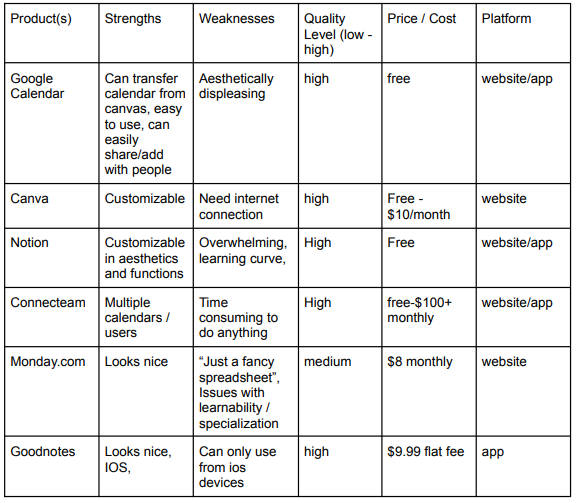 Product(s) Strengths Weaknesses Quality Level (low - high) Price / Cost Platform
Google Calendar Can transfer calendar from canvas, easy to use, can easily share/add with people Aesthetically displeasing high free website/app
Canva Customizable Need internet connection high Free - $10/month website
Notion Customizable in aesthetics and functions Overwhelming, learning curve, High Free website/app
Connecteam Multiple calendars / users Time consuming to do anything High free-$100+ monthly website/app
Monday.com Looks nice “Just a fancy spreadsheet”, Issues with learnability / specialization medium $8 monthly website
Goodnotes Looks nice, IOS, Can only use from ios devices high $9.99 flat fee app